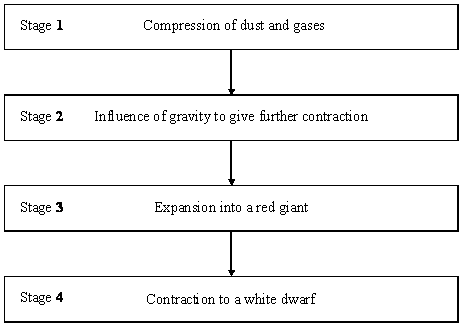 Stage 1 Compression of dust and gases
Stage 2 Influence of gravity to give further contraction
Stage 3 Expansion into a red giant
Stage 4 Contraction to a white dwarf